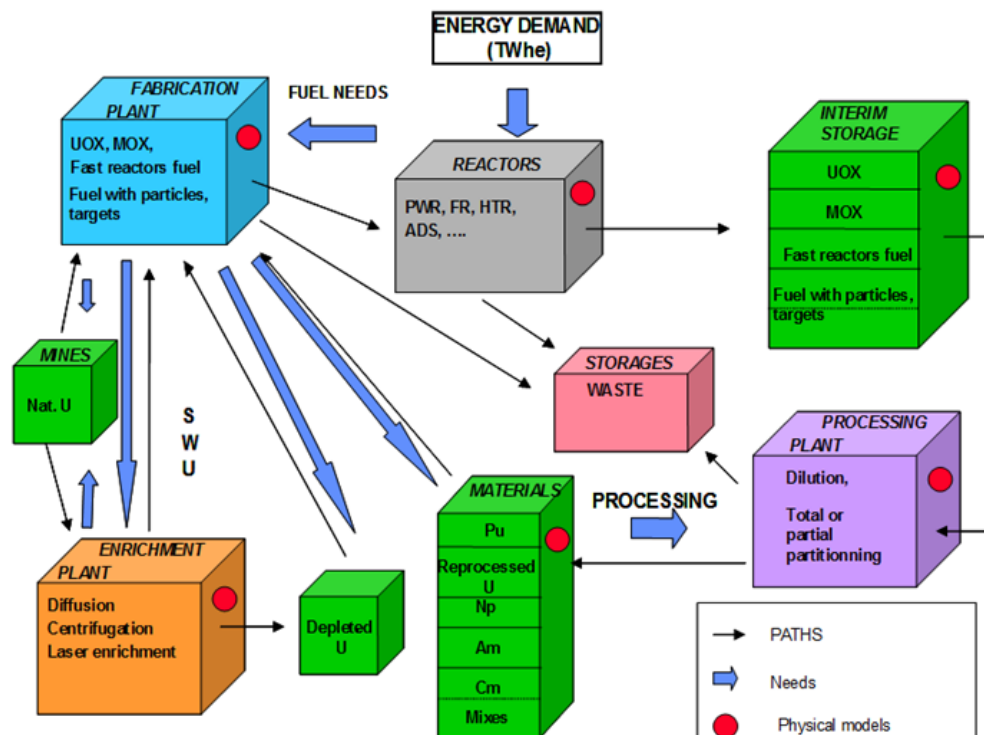 ENERGY DEMAND
(TWhe)
FABRICATION
PLANT
UOX, MOX,
Fast reactors fuel
Fuel with particles,
targets
FUEL NEEDS
REACTORS
PWR, FR, HTR,
ADS, ....
INTERIM
STORAGE
UOX
MOX
Fast reactors fuel
Fuel with particles,
targets
MINES
Nat. U
S
W
U
STORAGES
WASTE
PROCESSING
PLANT
Dilution,
Total or
partial
partitionning
MATERIALS
Pu
Reprocessed
U
Np
Am
Cm
Mixes
PROCESSING
ENRICHMENT
PLANT
Diffusion
Centrifugation
Laser enrichment
Depleted
U
PATHS
Needs
Physical models